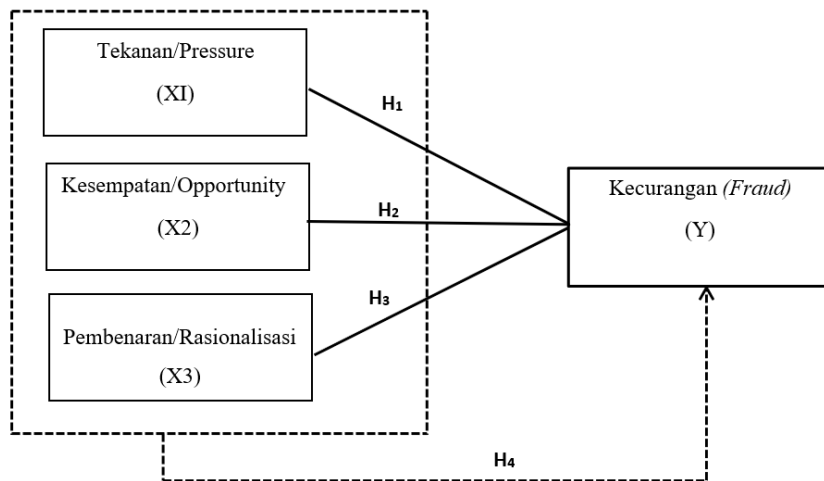 Tekanan/Pressure
(XI)
H1
Kesempatan/Opportunity
(X2)
H2
Kecurangan (Fraud)
(Y)
H3
Pembenaran/Rasionalisasi
(X3)
H4